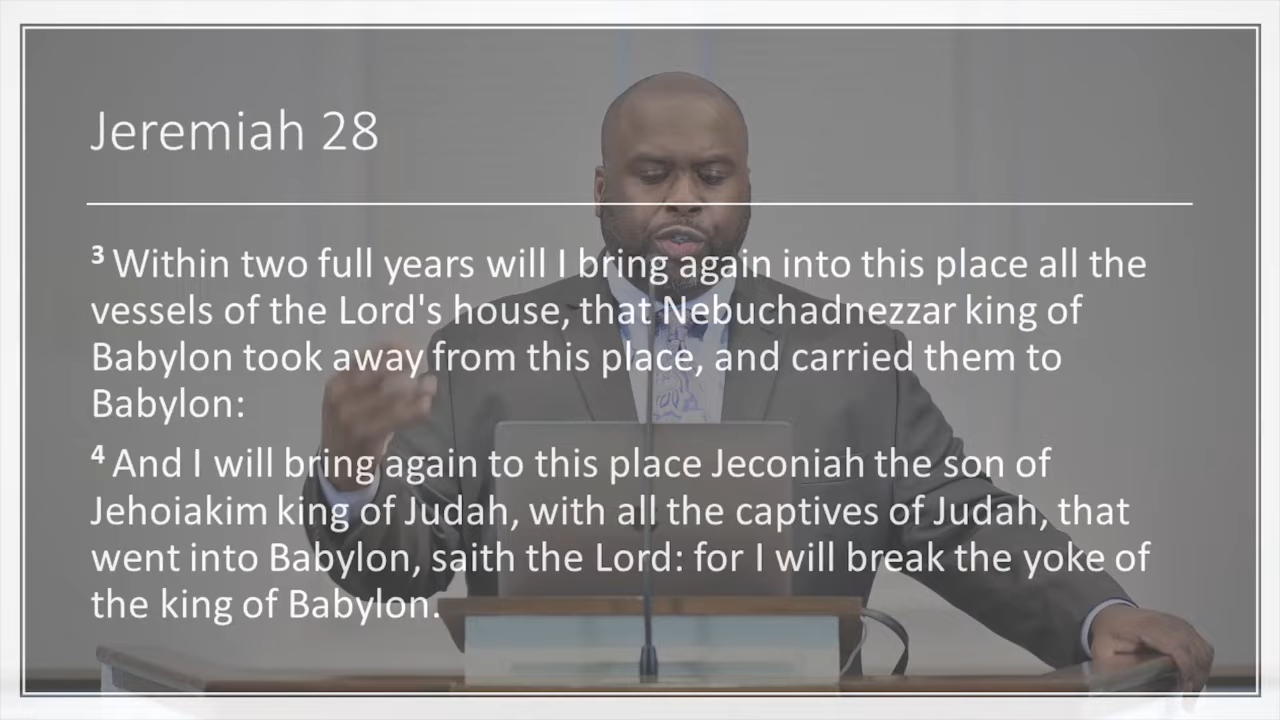 Jeremiah 28
3 Within two full years will I bring again into this place all the
vessels of the Lord's house, that Nebuchadnezzar king of
Babylon took away from this place, and carried them to
Babylon:
4 And I will bring again to this place Jeconiah the son of
Jehoiakim king of Judah, with all the captives of Judah, that
went into Babylon, saith the Lord: for I will break the yoke of
the king of Babylon.